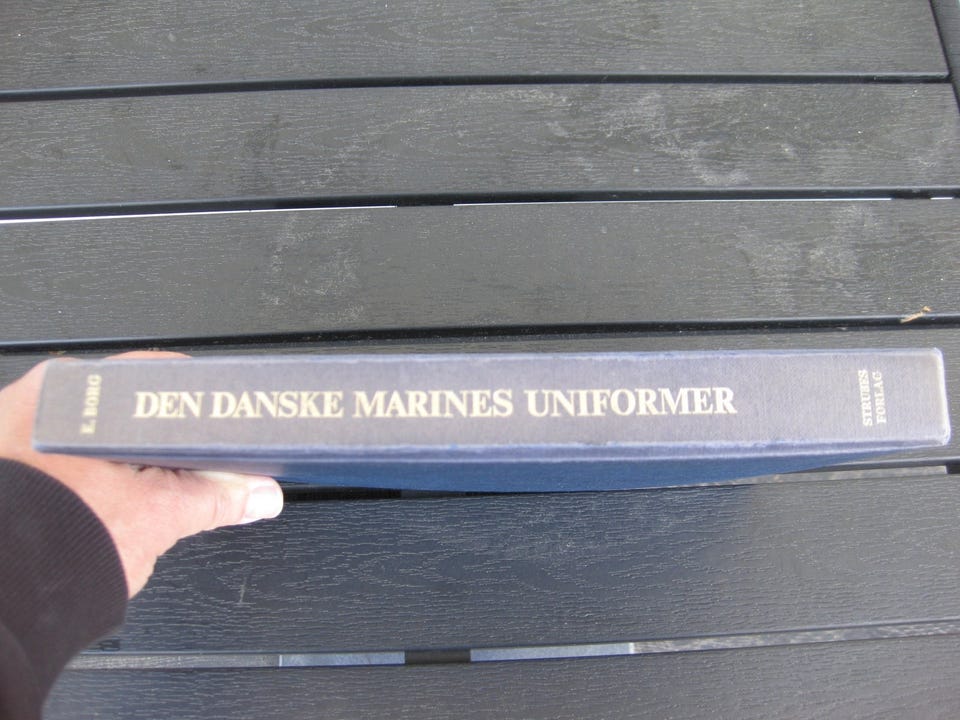 E. BORG
DEN DANSKE MARINES UNIFORMER
STRUBES
FORLAG